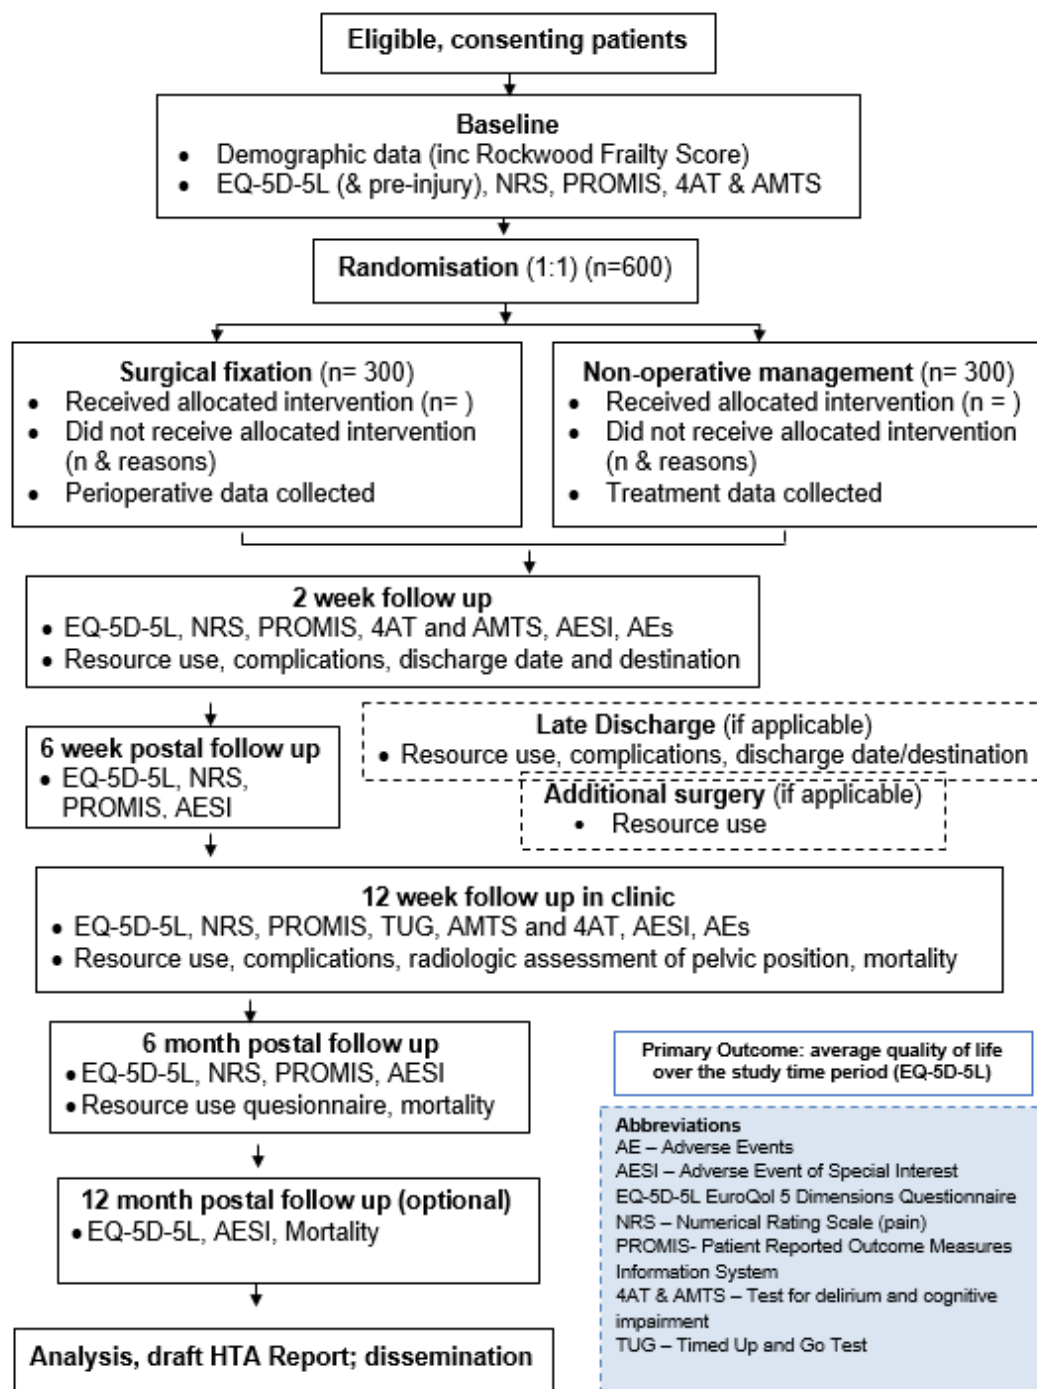 Eligible, consenting patients
Baseline
• Demographic data (inc Rockwood Frailty Score)
• EQ-5D-5L (& pre-injury), NRS, PROMIS, 4AT & AMTS
Randomisation (1:1) (n=600)
Surgical fixation (n= 300)
• Received allocated intervention (n= )
• Did not receive allocated intervention
(n & reasons)
• Perioperative data collected
Non-operative management (n= 300)
• Received allocated intervention (n = )
• Did not receive allocated intervention
(n & reasons)
• Treatment data collected
2 week follow up
• EQ-5D-5L, NRS, PROMIS, 4AT and AMTS, AESI, AEs
• Resource use, complications, discharge date and destination
Late Discharge (if applicable)
• Resource use, complications, discharge date/destination
6 week postal follow up
• EQ-5D-5L, NRS,
PROMIS, AESI
Additional surgery (if applicable)
• Resource use
12 week follow up in clinic
• EQ-5D-5L, NRS, PROMIS, TUG, AMTS and 4AT, AESI, AEs
• Resource use, complications, radiologic assessment of pelvic position, mortality
6 month postal follow up
• EQ-5D-5L, NRS, PROMIS, AESI
• Resource use quesionnaire, mortality
12 month postal follow up (optional)
• EQ-5D-5L, AESI, Mortality
Analysis, draft HTA Report; dissemination
Primary Outcome: average quality of life
over the study time period (EQ-5D-5L)
Abbreviations
AE – Adverse Events
AESI – Adverse Event of Special Interest
EQ-5D-5L EuroQol 5 Dimensions Questionnaire
NRS – Numerical Rating Scale (pain)
PROMIS- Patient Reported Outcome Measures
Information System
4AT & AMTS – Test for delirium and cognitive
impairment
TUG – Timed Up and Go Test